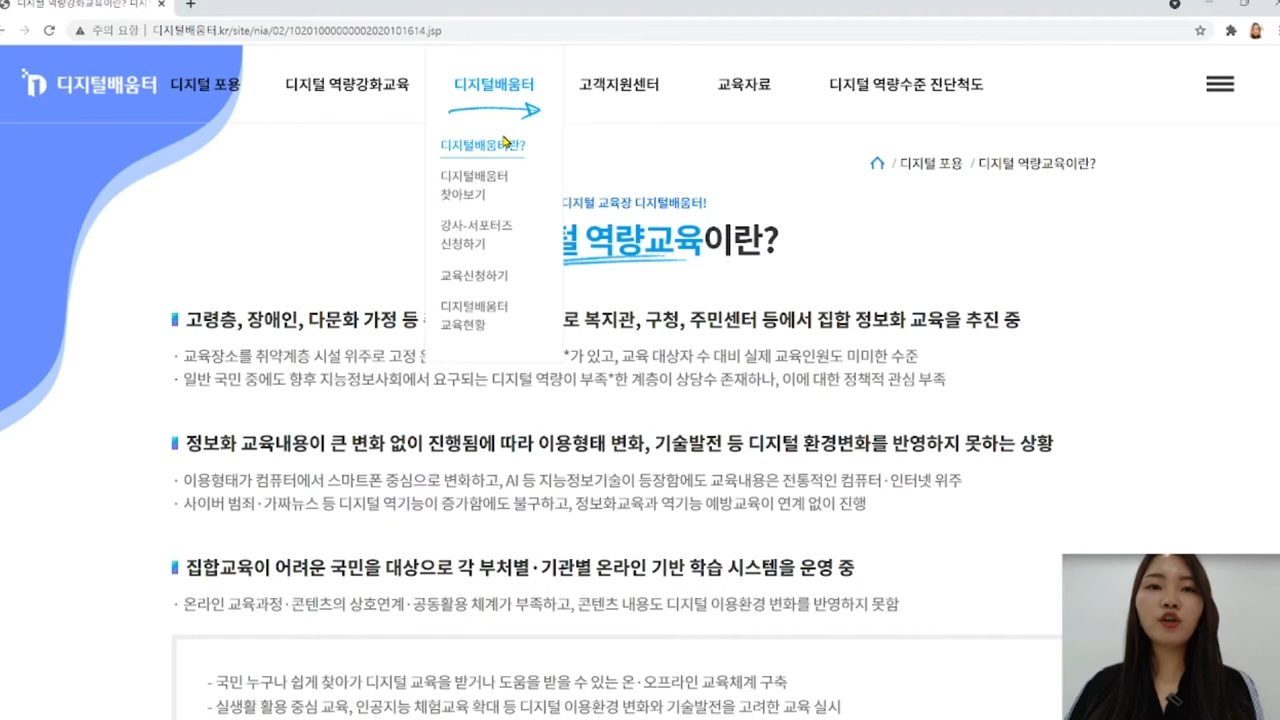 디지털 역량강화교육이란? 디지
주의 요함 | 디지털배움터.kr/site/nia/02/10201000000002020101614.jsp
디지털배움터 디지털 포용 디지털 역량강화교육 디지털배움터 고객지원센터 교육자료 디지털 역량수준 진단척도
디지털배움터란?
디지털배움터
찾아보기
강사-서포터즈
신청하기
교육신청하기
디지털배움터
교육현황
/ 디지털 포용 / 디지털 역량교육이란?
디지털 교육장 디지털배움터!
털 역량교육이란?
고령층, 장애인, 다문화 가정 등 로 복지관, 구청, 주민센터 등에서 집합 정보화 교육을 추진 중
· 교육장소를 취약계층 시설 위주로 고정 *가 있고, 교육 대상자 수 대비 실제 교육인원도 미미한 수준
· 일반 국민 중에도 향후 지능정보사회에서 요구되는 디지털 역량이 부족*한 계층이 상당수 존재하나, 이에 대한 정책적 관심 부족
정보화 교육내용이 큰 변화 없이 진행됨에 따라 이용형태 변화, 기술발전 등 디지털 환경변화를 반영하지 못하는 상황
· 이용형태가 컴퓨터에서 스마트폰 중심으로 변화하고, AI 등 지능정보기술이 등장함에도 교육내용은 전통적인 컴퓨터·인터넷 위주
· 사이버 범죄·가짜뉴스 등 디지털 역기능이 증가함에도 불구하고, 정보화교육과 역기능 예방교육이 연계 없이 진행
집합교육이 어려운 국민을 대상으로 각 부처별·기관별 온라인 기반 학습 시스템을 운영 중
· 온라인 교육과정·콘텐츠의 상호연계·공동활용 체계가 부족하고, 콘텐츠 내용도 디지털 이용환경 변화를 반영하지 못함
- 국민 누구나 쉽게 찾아가 디지털 교육을 받거나 도움을 받을 수 있는 온·오프라인 교육체계 구축
- 실생활 활용 중심 교육, 인공지능 체험교육 확대 등 디지털 이용환경 변화와 기술발전을 고려한 교육 실시